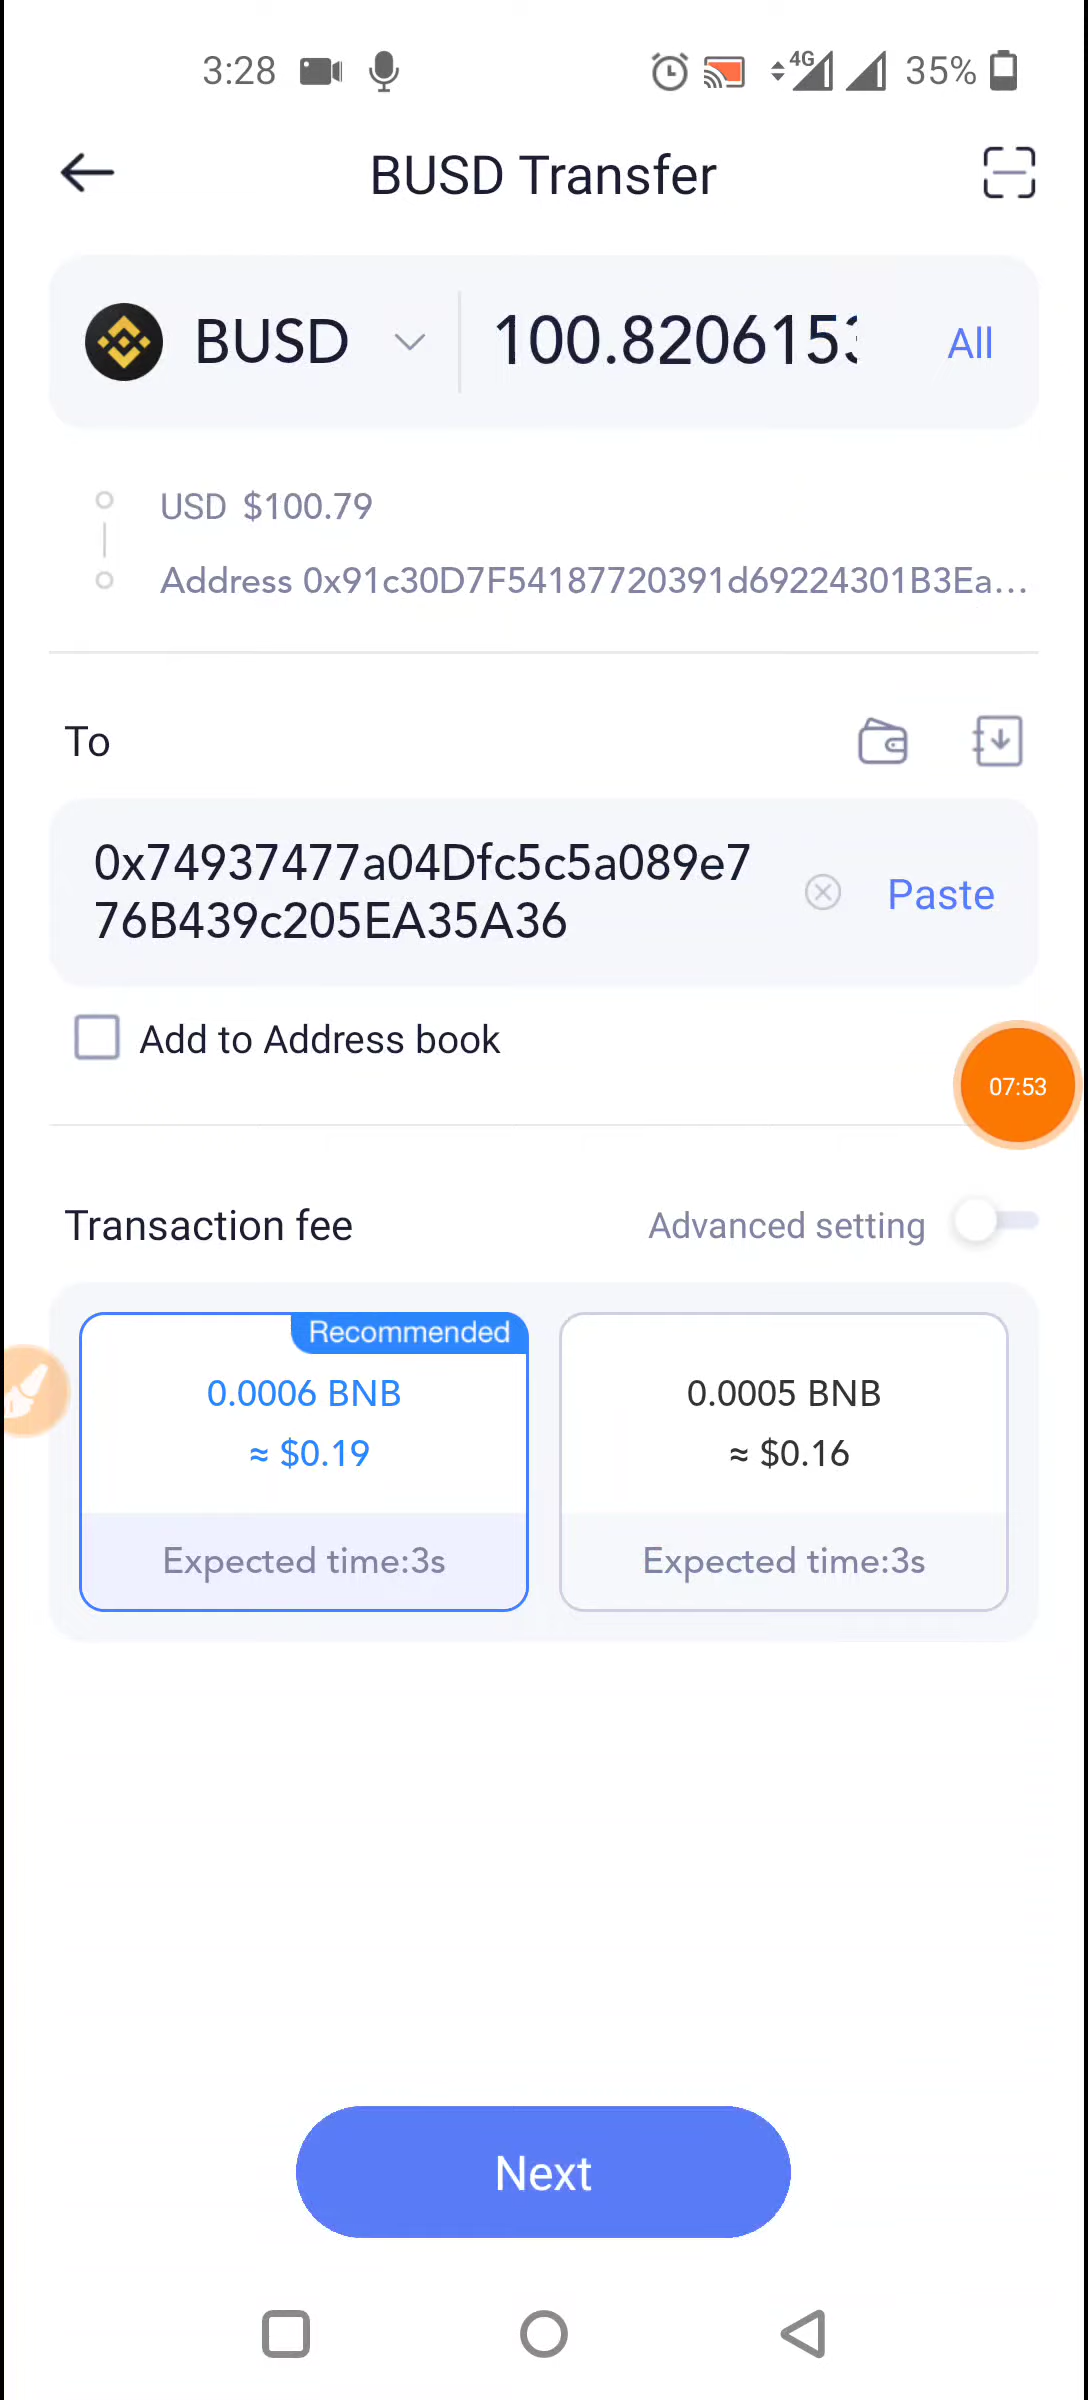 3:28 4G 35%
BUSD Transfer
BUSD 100.8206153 All
USD $100.79
Address 0x91c30D7F54187720391d69224301B3Ea...
To
0x74937477a04Dfc5c5a089e7
76B439c205EA35A36
Paste
Add to Address book
07:53
Transaction fee Advanced setting
Recommended
0.0006 BNB 0.0005 BNB
≈ $0.19 ≈ $0.16
Expected time:3s Expected time:3s
Next